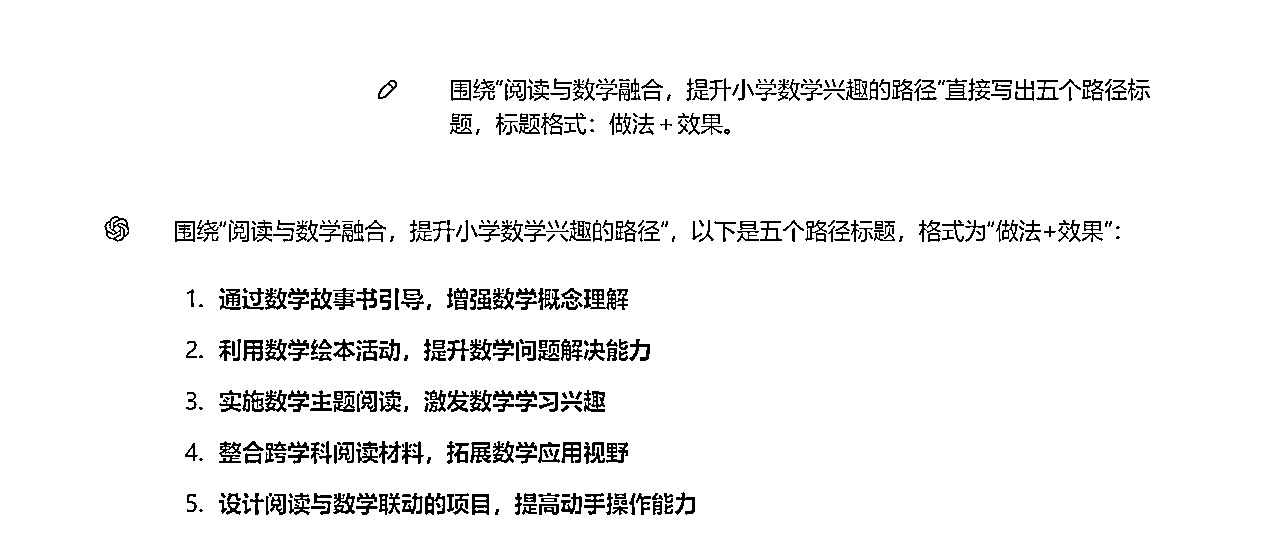 围绕“阅读与数学融合，提升小学数学兴趣的路径”直接写出五个路径标
题，标题格式：做法+效果。
围绕“阅读与数学融合，提升小学数学兴趣的路径”，以下是五个路径标题，格式为“做法+效果”：
1. 通过数学故事书引导，增强数学概念理解
2. 利用数学绘本活动，提升数学问题解决能力
3. 实施数学主题阅读，激发数学学习兴趣
4. 整合跨学科阅读材料，拓展数学应用视野
5. 设计阅读与数学联动的项目，提高动手操作能力